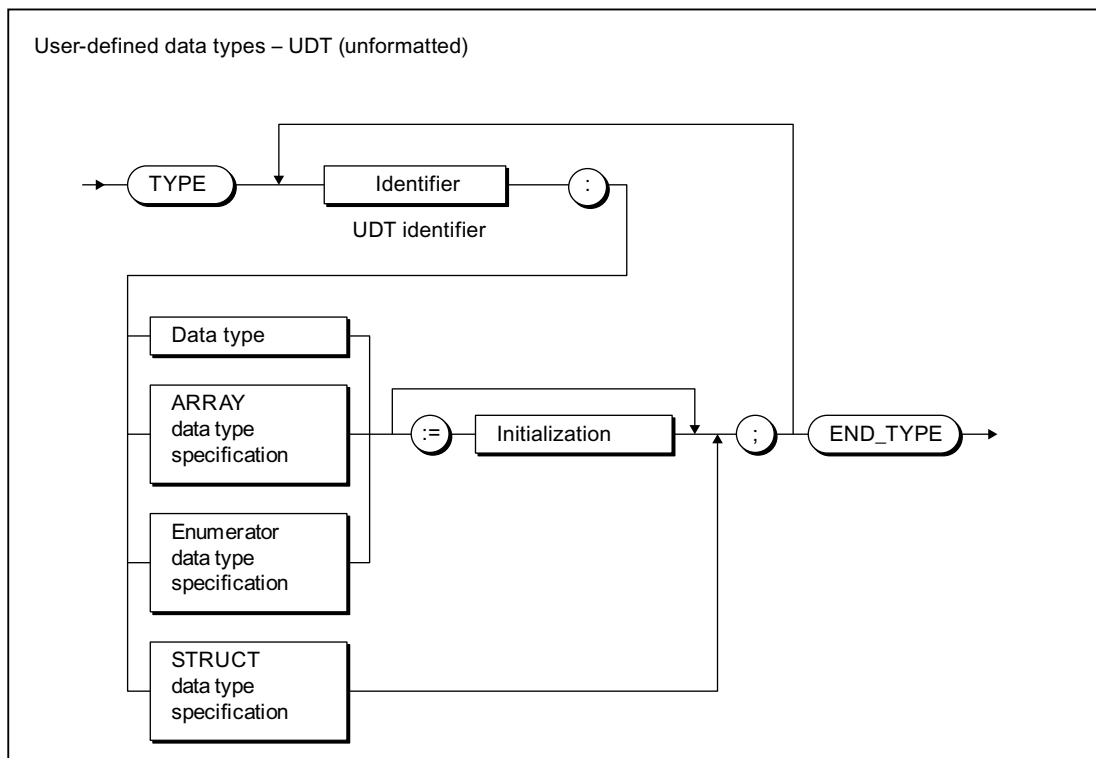 User-defined data types – UDT (unformatted)
TYPE
Identifier
:
UDT identifier
Data type
ARRAY
data type
specification
:=
Initialization
;
END_TYPE
Enumerator
data type
specification
STRUCT
data type
specification